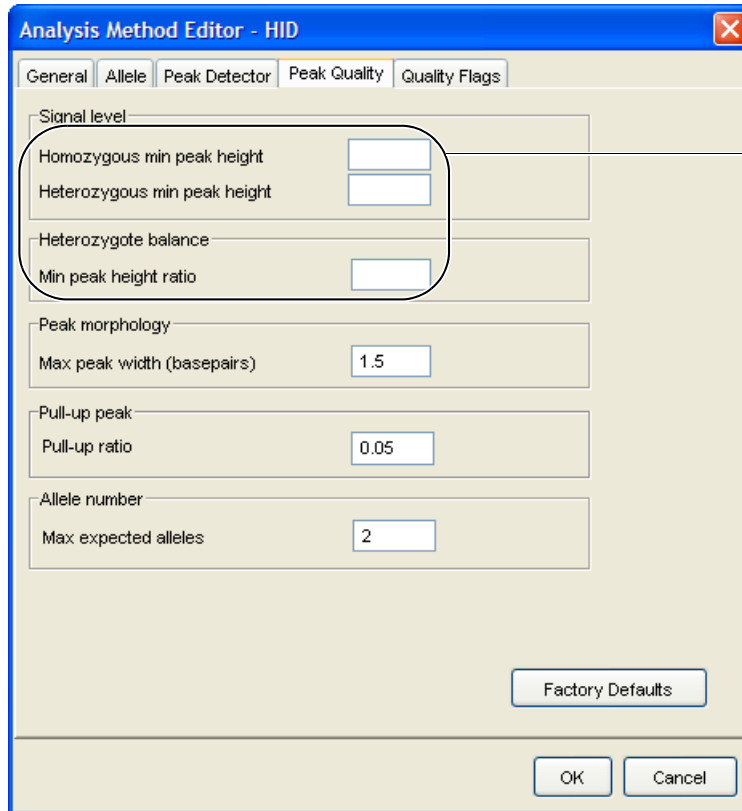 Analysis Method Editor - HID
General Allele Peak Detector Peak Quality Quality Flags
Signal level
Homozygous min peak height
Heterozygous min peak height
Heterozygote balance
Min peak height ratio
Peak morphology
Max peak width (basepairs) 1.5
Pull-up peak
Pull-up ratio 0.05
Allele number
Max expected alleles 2
Factory Defaults
OK Cancel